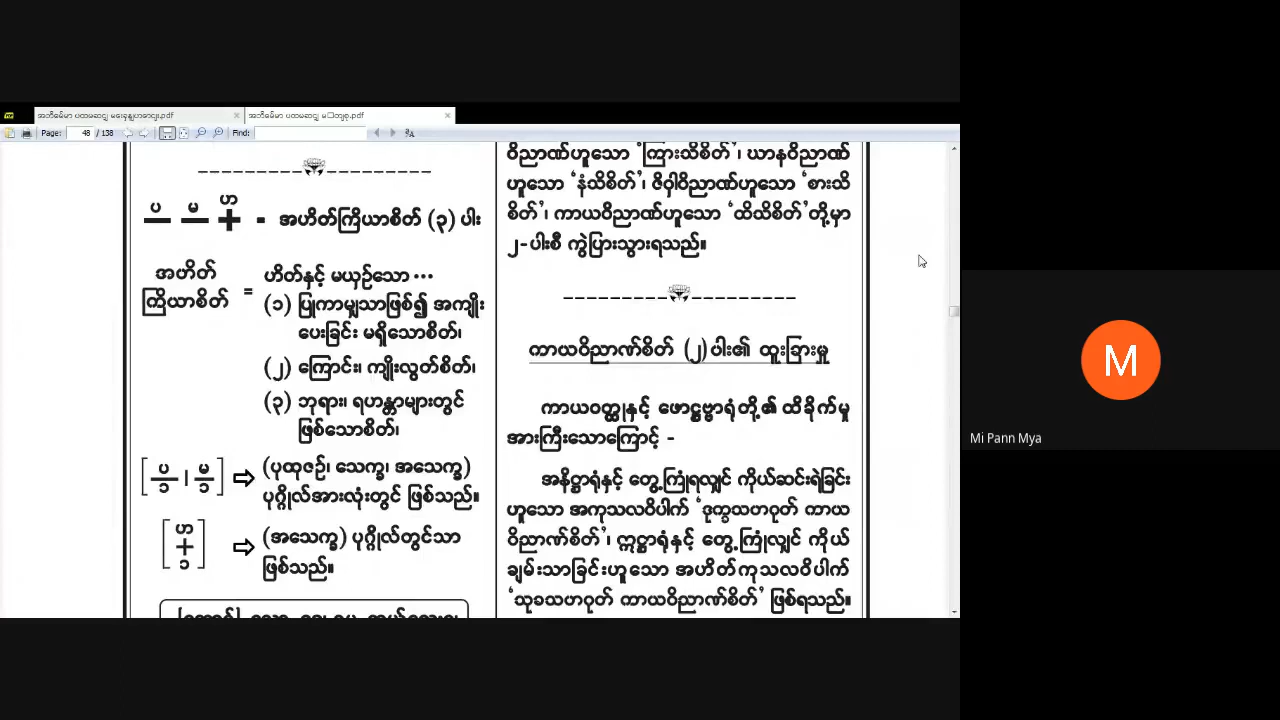 Page:
48
/ 138
Find:
ပ မ ဟ = အဟိတ်ကြိယာစိတ် (၃) ပါး
အဟိတ်
ကြိယာစိတ်
=
ဟိတ်နှင့် မယှဉ်သော ···
(၁) ပြုကာမျှသာဖြစ်၍ အကျိုး
ပေးခြင်း မရှိသောစိတ်၊
(၂) ကြောင်း၊ ကျိုးလွတ်စိတ်၊
(၃) ဘုရား၊ ရဟန္တာများတွင်
ဖြစ်သောစိတ်၊
[ပ ၁ | မ ၁] ⇨ (ပုထုဇဉ်၊ သေက္ခ၊ အသေက္ခ)
ပုဂ္ဂိုလ်အားလုံးတွင် ဖြစ်သည်။
[ဟ + ၁] ⇨ (အသေက္ခ) ပုဂ္ဂိုလ်တွင်သာ
ဖြစ်သည်။
ဝိညာဏ်ဟူသော ‘ကြားသိစိတ်’၊ ဃာနဝိညာဏ်
ဟူသော ‘နံသိစိတ်’၊ ဇိဝှါဝိညာဏ်ဟူသော ‘စားသိ
စိတ်’၊ ကာယဝိညာဏ်ဟူသော ‘ထိသိစိတ်’တို့မှာ
၂-ပါးစီ ကွဲပြားသွားရသည်။
ကာယဝိညာဏ်စိတ် (၂)ပါး၏ ထူးခြားမှု
ကာယဝတ္ထုနှင့် ဖောဋ္ဌဗ္ဗာရုံတို့၏ ထိခိုက်မှု
အားကြီးသောကြောင့် -
အနိဋ္ဌာရုံနှင့် တွေ့ကြုံရလျှင် ကိုယ်ဆင်းရဲခြင်း
ဟူသော အကုသလဝိပါက် ‘ဒုက္ခသဟဂုတ် ကာယ
ဝိညာဏ်စိတ်’၊ ဣဋ္ဌာရုံနှင့် တွေ့ကြုံလျှင် ကိုယ်
ချမ်းသာခြင်းဟူသော အဟိတ်ကုသလဝိပါက်
‘သုခသဟဂုတ် ကာယဝိညာဏ်စိတ်’ ဖြစ်ရသည်။
M
Mi Pann Mya